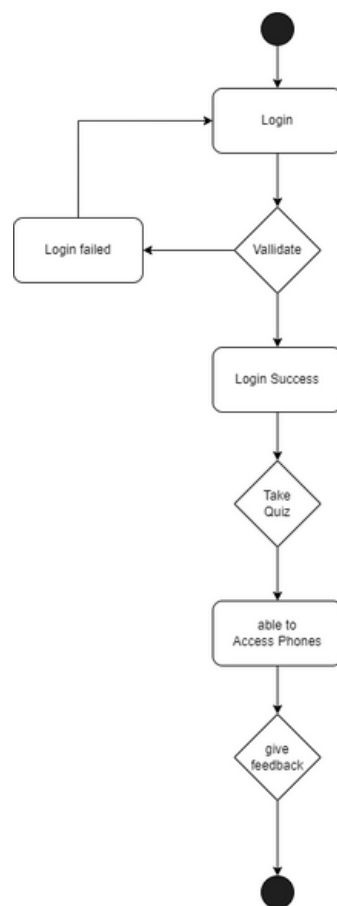 Login
Login failed
Vallidate
Login Success
Take
Quiz
able to
Access Phones
give
feedback